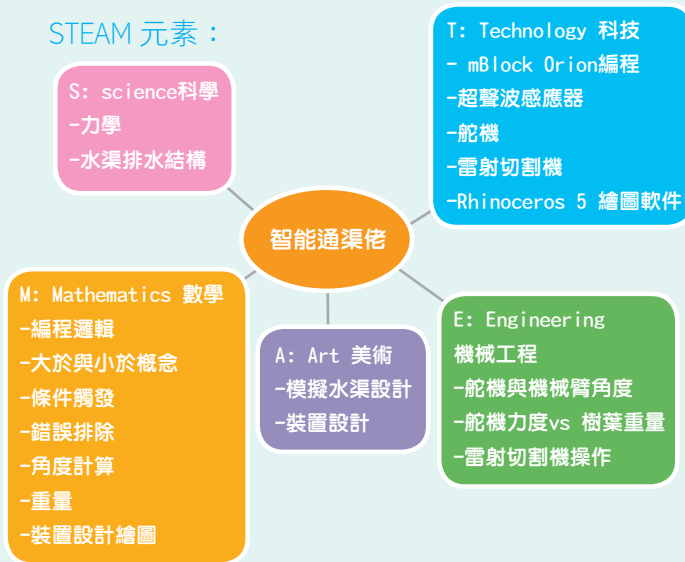 STEAM 元素：
S: science科學
-力學
-水渠排水結構
T: Technology 科技
- mBlock Orion編程
-超聲波感應器
-舵機
-雷射切割機
-Rhinoceros 5 繪圖軟件
智能通渠佬
M: Mathematics 數學
-編程邏輯
-大於與小於概念
-條件觸發
-錯誤排除
-角度計算
-重量
-裝置設計繪圖
A: Art 美術
-模擬水渠設計
-裝置設計
E: Engineering
機械工程
-舵機與機械臂角度
-舵機力度vs 樹葉重量
-雷射切割機操作